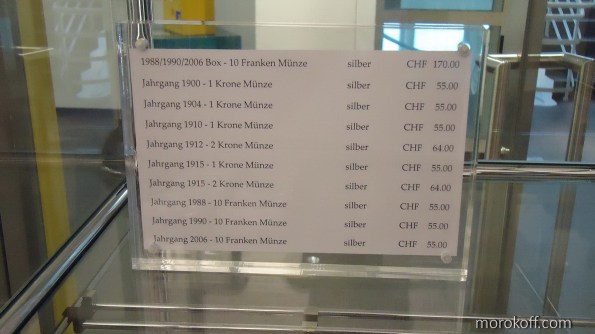 1988/1990/2006 Box - 10 Franken Münze silber CHF 170.00
Jahrgang 1900 - 1 Krone Münze silber CHF 55.00
Jahrgang 1904 - 1 Krone Münze silber CHF 55.00
Jahrgang 1910 - 1 Krone Münze silber CHF 55.00
Jahrgang 1912 - 2 Krone Münze silber CHF 64.00
Jahrgang 1915 - 1 Krone Münze silber CHF 55.00
Jahrgang 1915 - 2 Krone Münze silber CHF 64.00
Jahrgang 1988 - 10 Franken Münze silber CHF 55.00
Jahrgang 1990 - 10 Franken Münze silber CHF 55.00
Jahrgang 2006 - 10 Franken Münze silber CHF 55.00
morokoff.com